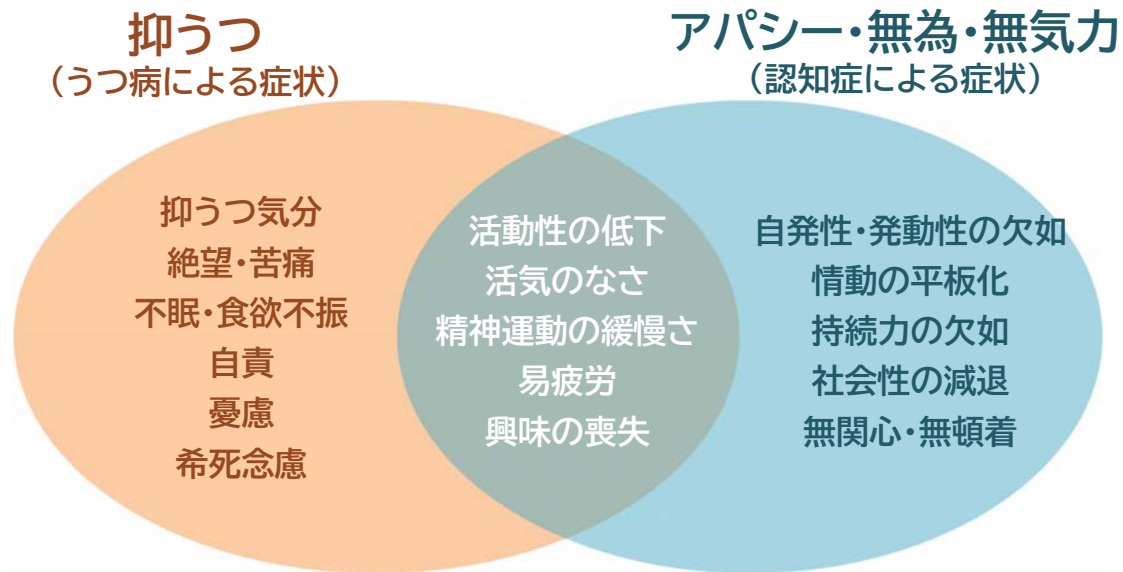 抑うつ
（うつ病による症状）
アパシー・無為・無気力
（認知症による症状）
抑うつ気分
絶望・苦痛
不眠・食欲不振
自責
憂慮
希死念慮
活動性の低下
活気のなさ
精神運動の緩慢さ
易疲労
興味の喪失
自発性・発動性の欠如
情動の平板化
持続力の欠如
社会性の減退
無関心・無頓着